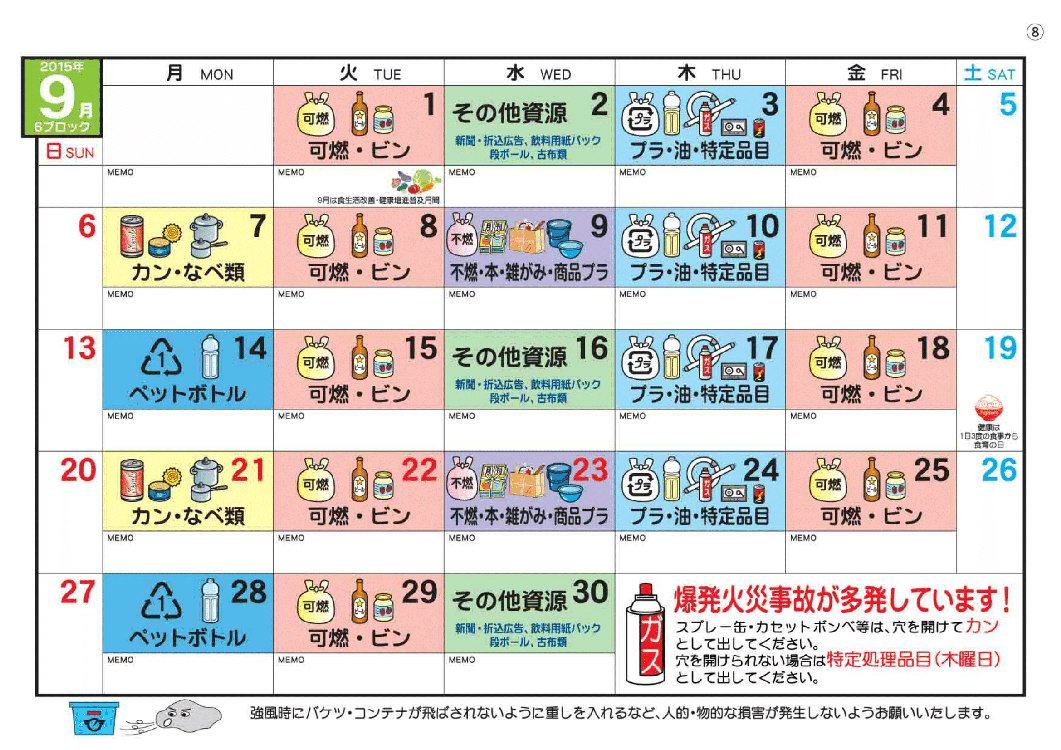 ⑧
2015年
9月
6ブロック
月 MON
火 TUE
水 WED
木 THU
金 FRI
土 SAT
日 SUN
1
可燃
可燃・ビン
2
その他資源
新聞・折込広告、飲料用紙パック
段ボール、古布類
3
プラ
ガス
プラ・油・特定品目
4
可燃
可燃・ビン
5
MEMO
MEMO
9月は食生活改善・健康増進普及月間
MEMO
MEMO
MEMO
6
7
カン・なべ類
8
可燃
可燃・ビン
9
不燃
月刊
不燃・本・雑がみ・商品プラ
10
プラ
ガス
プラ・油・特定品目
11
可燃
可燃・ビン
12
MEMO
MEMO
MEMO
MEMO
MEMO
13
14
1
ペットボトル
15
可燃
可燃・ビン
16
その他資源
新聞・折込広告、飲料用紙パック
段ボール、古布類
17
プラ
ガス
プラ・油・特定品目
18
可燃
可燃・ビン
19
健康は
1日3度の食事から
食育の日
MEMO
MEMO
MEMO
MEMO
MEMO
20
21
カン・なべ類
22
可燃
可燃・ビン
23
不燃
月刊
不燃・本・雑がみ・商品プラ
24
プラ
ガス
プラ・油・特定品目
25
可燃
可燃・ビン
26
MEMO
MEMO
MEMO
MEMO
MEMO
27
28
1
ペットボトル
29
可燃
可燃・ビン
30
その他資源
新聞・折込広告、飲料用紙パック
段ボール、古布類
MEMO
MEMO
MEMO
ガス
爆発火災事故が多発しています!
スプレー缶・カセットボンベ等は、穴を開けてカン
として出してください。
穴を開けられない場合は特定処理品目(木曜日)
として出してください。
強風時にバケツ・コンテナが飛ばされないように重しを入れるなど、人的・物的な損害が発生しないようお願いいたします。